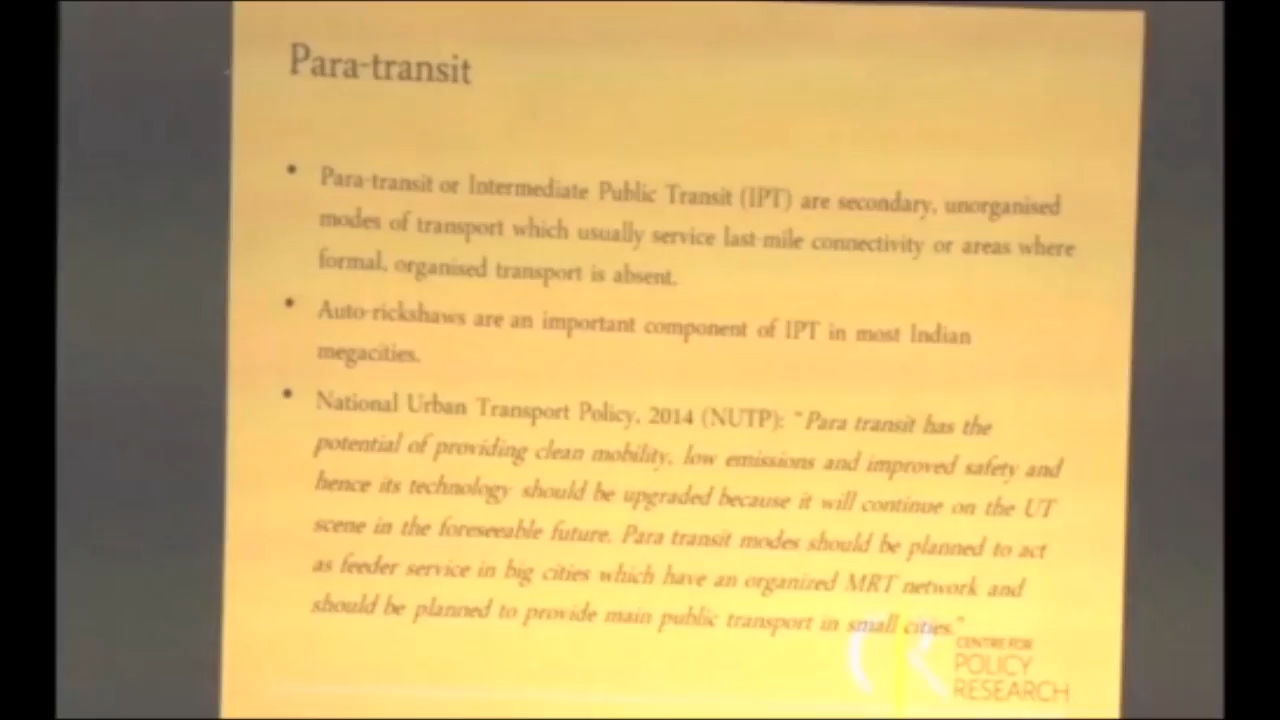 Para-transit
• Para-transit or Intermediate Public Transit (IPT) are secondary, unorganised
modes of transport which usually service last-mile connectivity or areas where
formal, organised transport is absent.
• Auto-rickshaws are an important component of IPT in most Indian
megacities.
• National Urban Transport Policy, 2014 (NUTP): "Para transit has the
potential of providing clean mobility, low emissions and improved safety and
hence its technology should be upgraded because it will continue on the UT
scene in the foreseeable future. Para transit modes should be planned to act
as feeder service in big cities which have an organized MRT network and
should be planned to provide main public transport in small cities."
CENTRE FOR
POLICY
RESEARCH